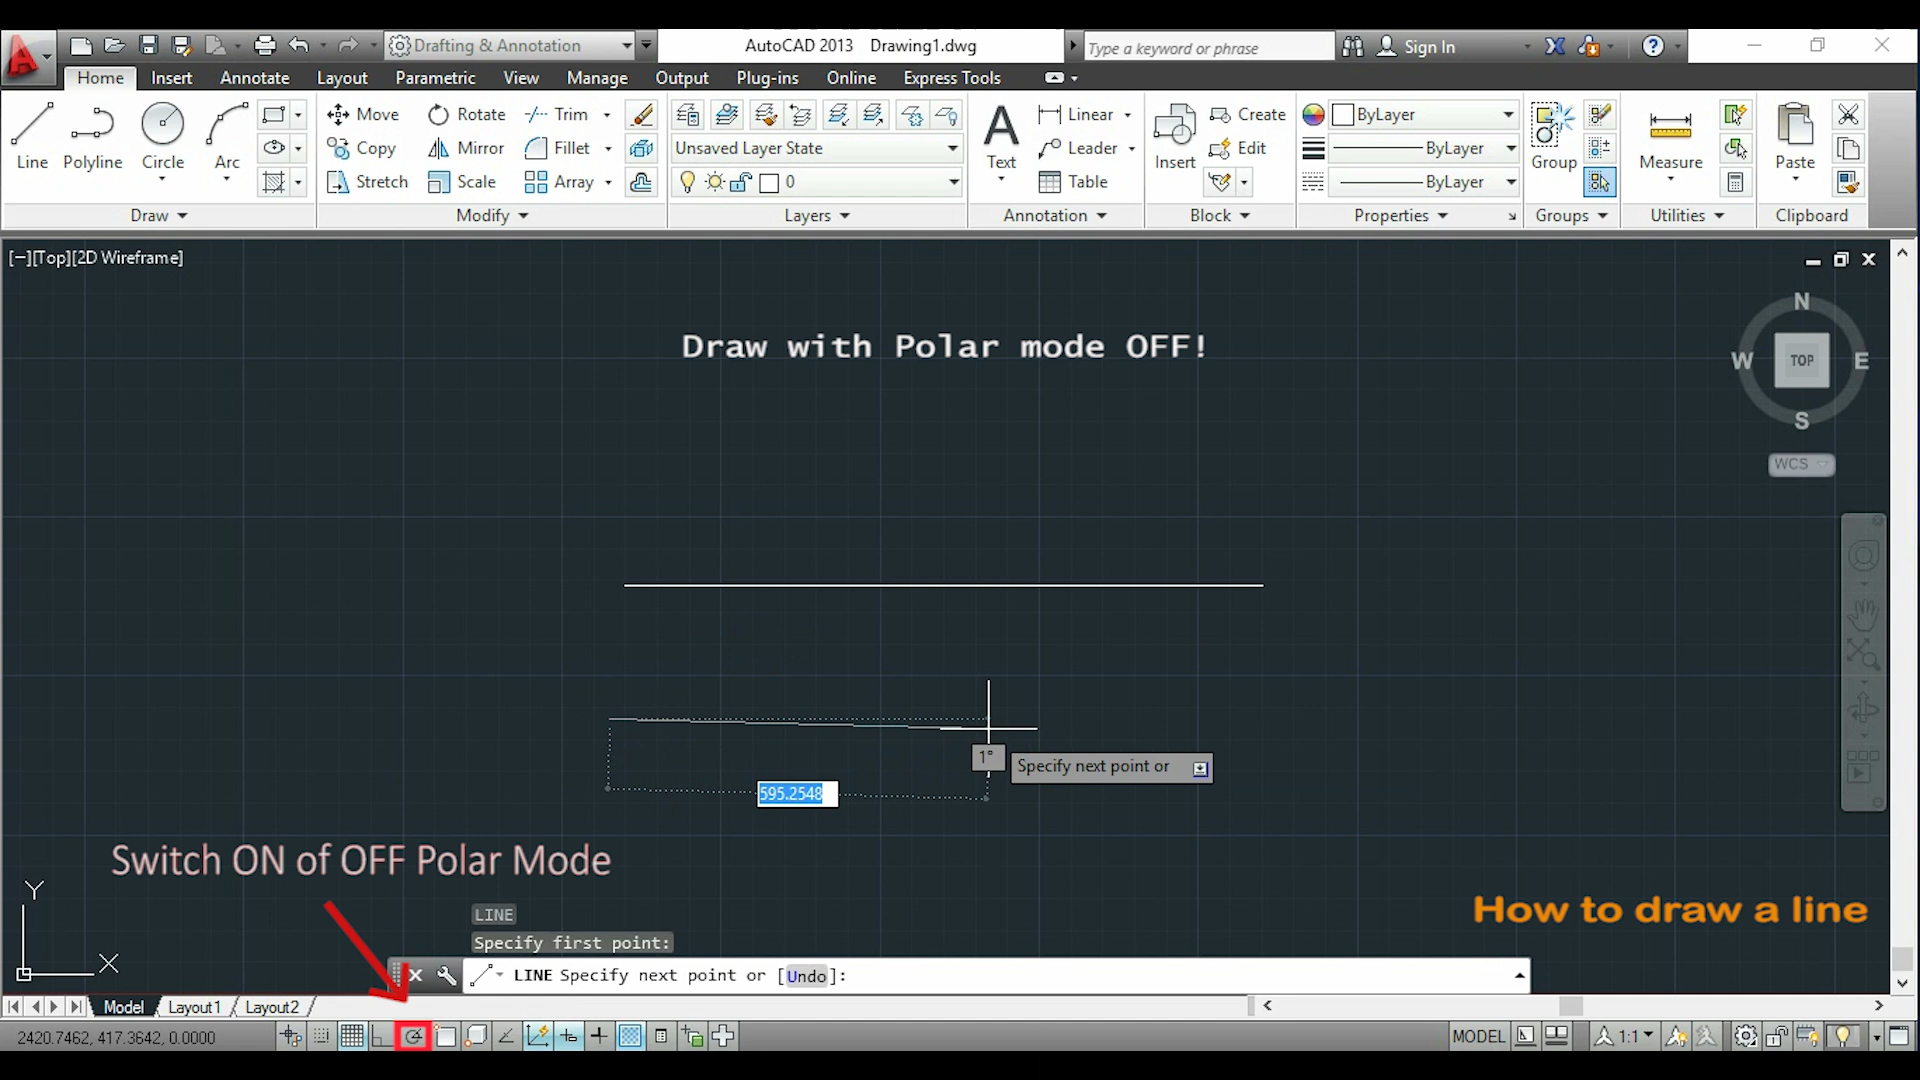 Drafting & Annotation
AutoCAD 2013 Drawing1.dwg
Type a keyword or phrase
Sign In
Home Insert Annotate Layout Parametric View Manage Output Plug-ins Online Express Tools
Line Polyline Circle Arc
Move Rotate Trim
Copy Mirror Fillet
Stretch Scale Array
Unsaved Layer State
0
Text
Linear
Leader
Table
Insert
Create
Edit
ByLayer
ByLayer
ByLayer
Group
Measure
Paste
Draw Modify Layers Annotation Block Properties Groups Utilities Clipboard
[−][Top][2D Wireframe]
Draw with Polar mode OFF!
N
W TOP E
S
WCS
1° Specify next point or
595.2548
Switch ON of OFF Polar Mode
Y
X
How to draw a line
LINE
Specify first point:
LINE Specify next point or [Undo]:
Model Layout1 Layout2
2420.7462, 417.3642, 0.0000
MODEL
1:1